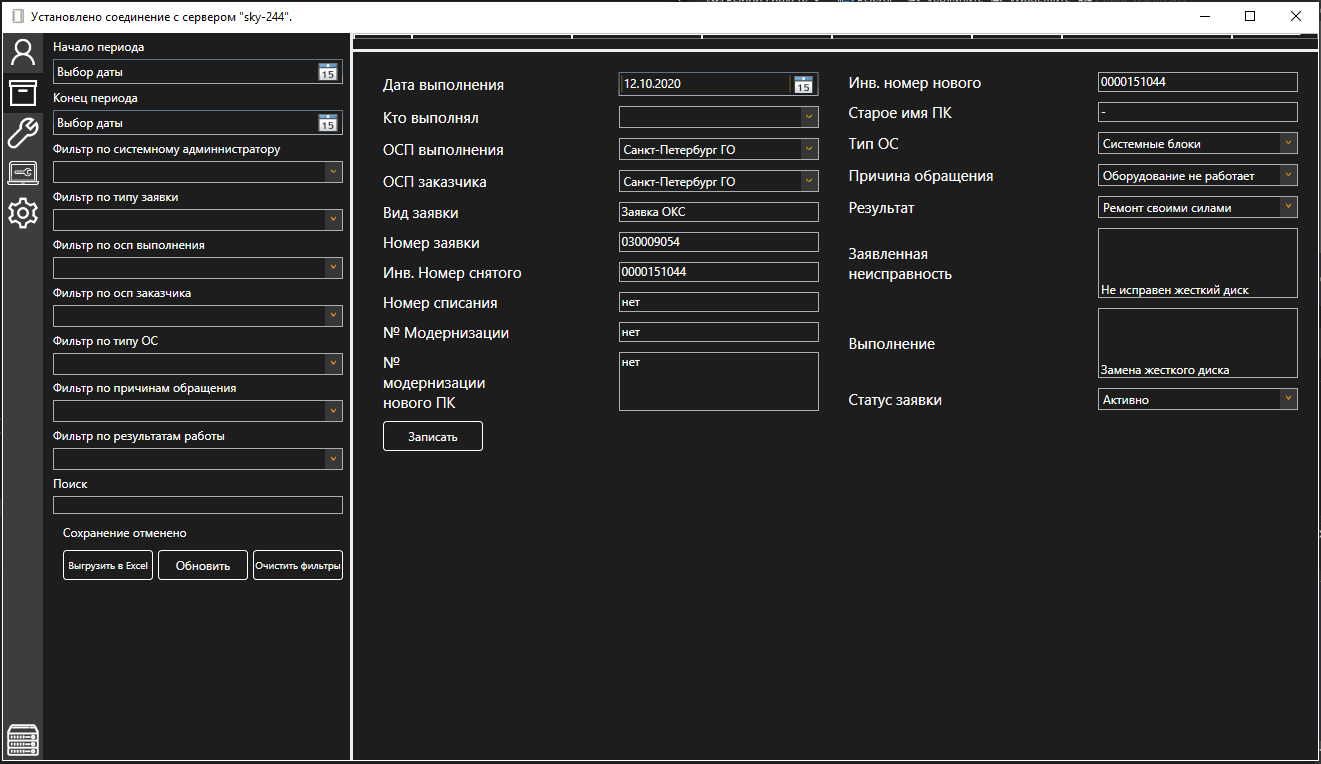 Установлено соединение с сервером "sky-244".
Начало периода
Выбор даты
15
Конец периода
Выбор даты
15
Фильтр по системному администратору
Фильтр по типу заявки
Фильтр по осп выполнения
Фильтр по осп заказчика
Фильтр по типу ОС
Фильтр по причинам обращения
Фильтр по результатам работы
Поиск
Сохранение отменено
Выгрузить в Excel
Обновить
Очистить фильтры
Дата выполнения
12.10.2020
15
Кто выполнял
ОСП выполнения
Санкт-Петербург ГО
ОСП заказчика
Санкт-Петербург ГО
Вид заявки
Заявка ОКС
Номер заявки
030009054
Инв. Номер снятого
0000151044
Номер списания
нет
№ Модернизации
нет
№
модернизации
нового ПК
нет
Записать
Инв. номер нового
0000151044
Старое имя ПК
-
Тип ОС
Системные блоки
Причина обращения
Оборудование не работает
Результат
Ремонт своими силами
Заявленная
неисправность
Не исправен жесткий диск
Выполнение
Замена жесткого диска
Статус заявки
Активно